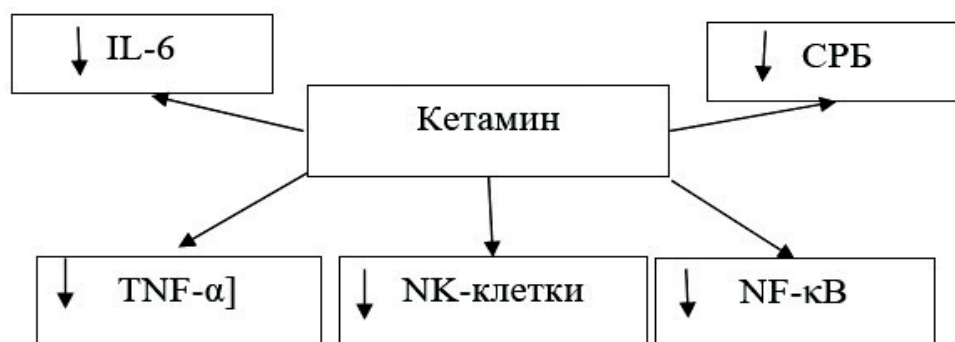 IL-6
СРБ
Кетамин
TNF-α]
NK-клетки
NF-κB